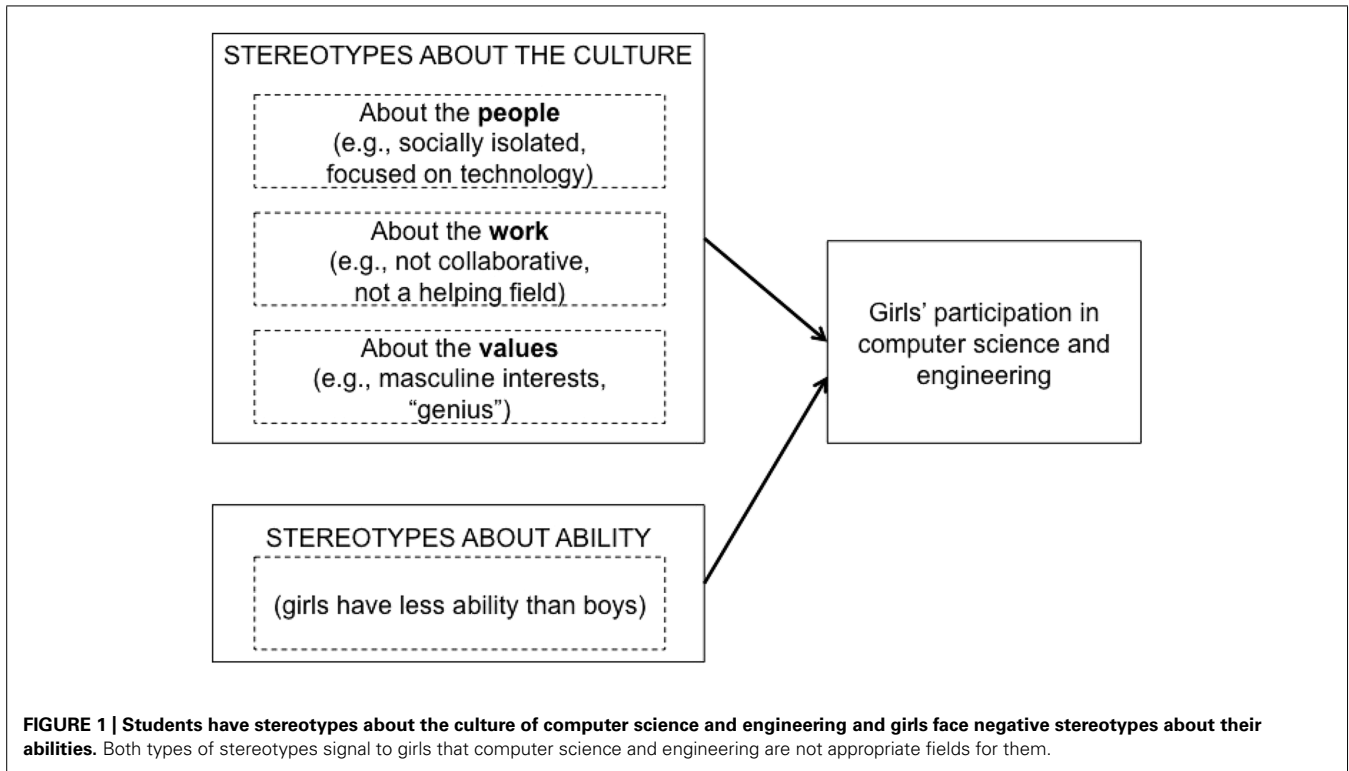 STEREOTYPES ABOUT THE CULTURE
About the people
(e.g., socially isolated,
focused on technology)
About the work
(e.g., not collaborative,
not a helping field)
About the values
(e.g., masculine interests,
“genius”)
Girls’ participation in
computer science and
engineering
STEREOTYPES ABOUT ABILITY
(girls have less ability than boys)
FIGURE 1 | Students have stereotypes about the culture of computer science and engineering and girls face negative stereotypes about their
abilities. Both types of stereotypes signal to girls that computer science and engineering are not appropriate fields for them.